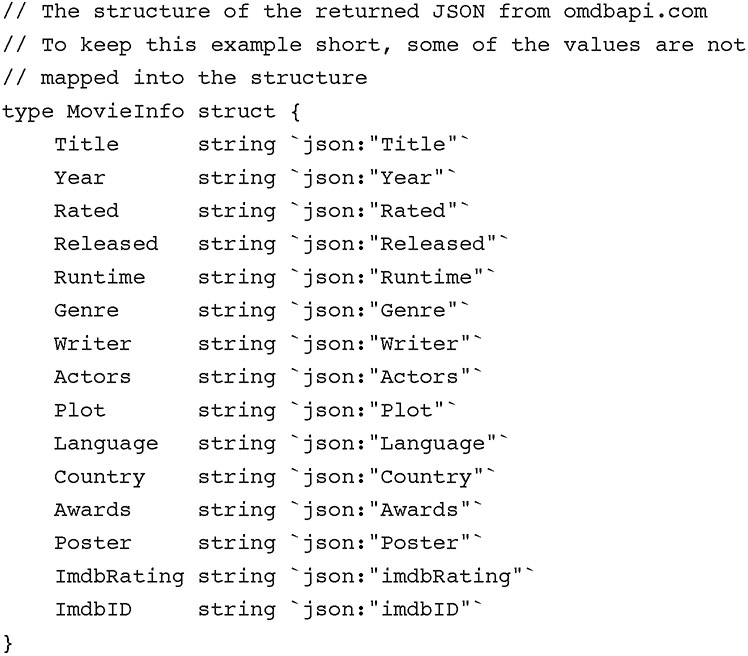 // The structure of the returned JSON from omdbapi.com
// To keep this example short, some of the values are not
// mapped into the structure
type MovieInfo struct {
    Title      string `json:"Title"`
    Year       string `json:"Year"`
    Rated      string `json:"Rated"`
    Released   string `json:"Released"`
    Runtime    string `json:"Runtime"`
    Genre      string `json:"Genre"`
    Writer     string `json:"Writer"`
    Actors     string `json:"Actors"`
    Plot       string `json:"Plot"`
    Language   string `json:"Language"`
    Country    string `json:"Country"`
    Awards     string `json:"Awards"`
    Poster     string `json:"Poster"`
    ImdbRating string `json:"imdbRating"`
    ImdbID     string `json:"imdbID"`
}